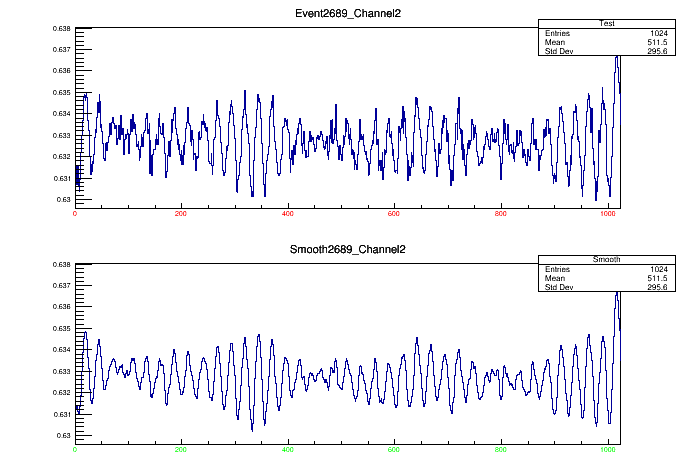 Event2689_Channel2
Test
Entries 1024
Mean 511.5
Std Dev 295.6
0.638
0.637
0.636
0.635
0.634
0.633
0.632
0.631
0.63
0 200 400 600 800 1000
Smooth2689_Channel2
Smooth
Entries 1024
Mean 511.5
Std Dev 295.6
0.638
0.637
0.636
0.635
0.634
0.633
0.632
0.631
0.63
0 200 400 600 800 1000